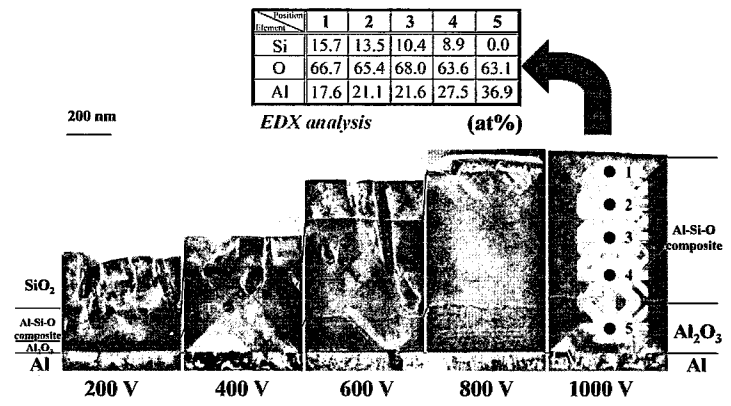 Position
Element 1 2 3 4 5
Si 15.7 13.5 10.4 8.9 0.0
O 66.7 65.4 68.0 63.6 63.1
Al 17.6 21.1 21.6 27.5 36.9
EDX analysis (at%)
200 nm
1
2
3
4
5
SiO₂
Al-Si-O
composite
Al₂O₃
Al
Al-Si-O
composite
Al₂O₃
Al
200 V 400 V 600 V 800 V 1000 V